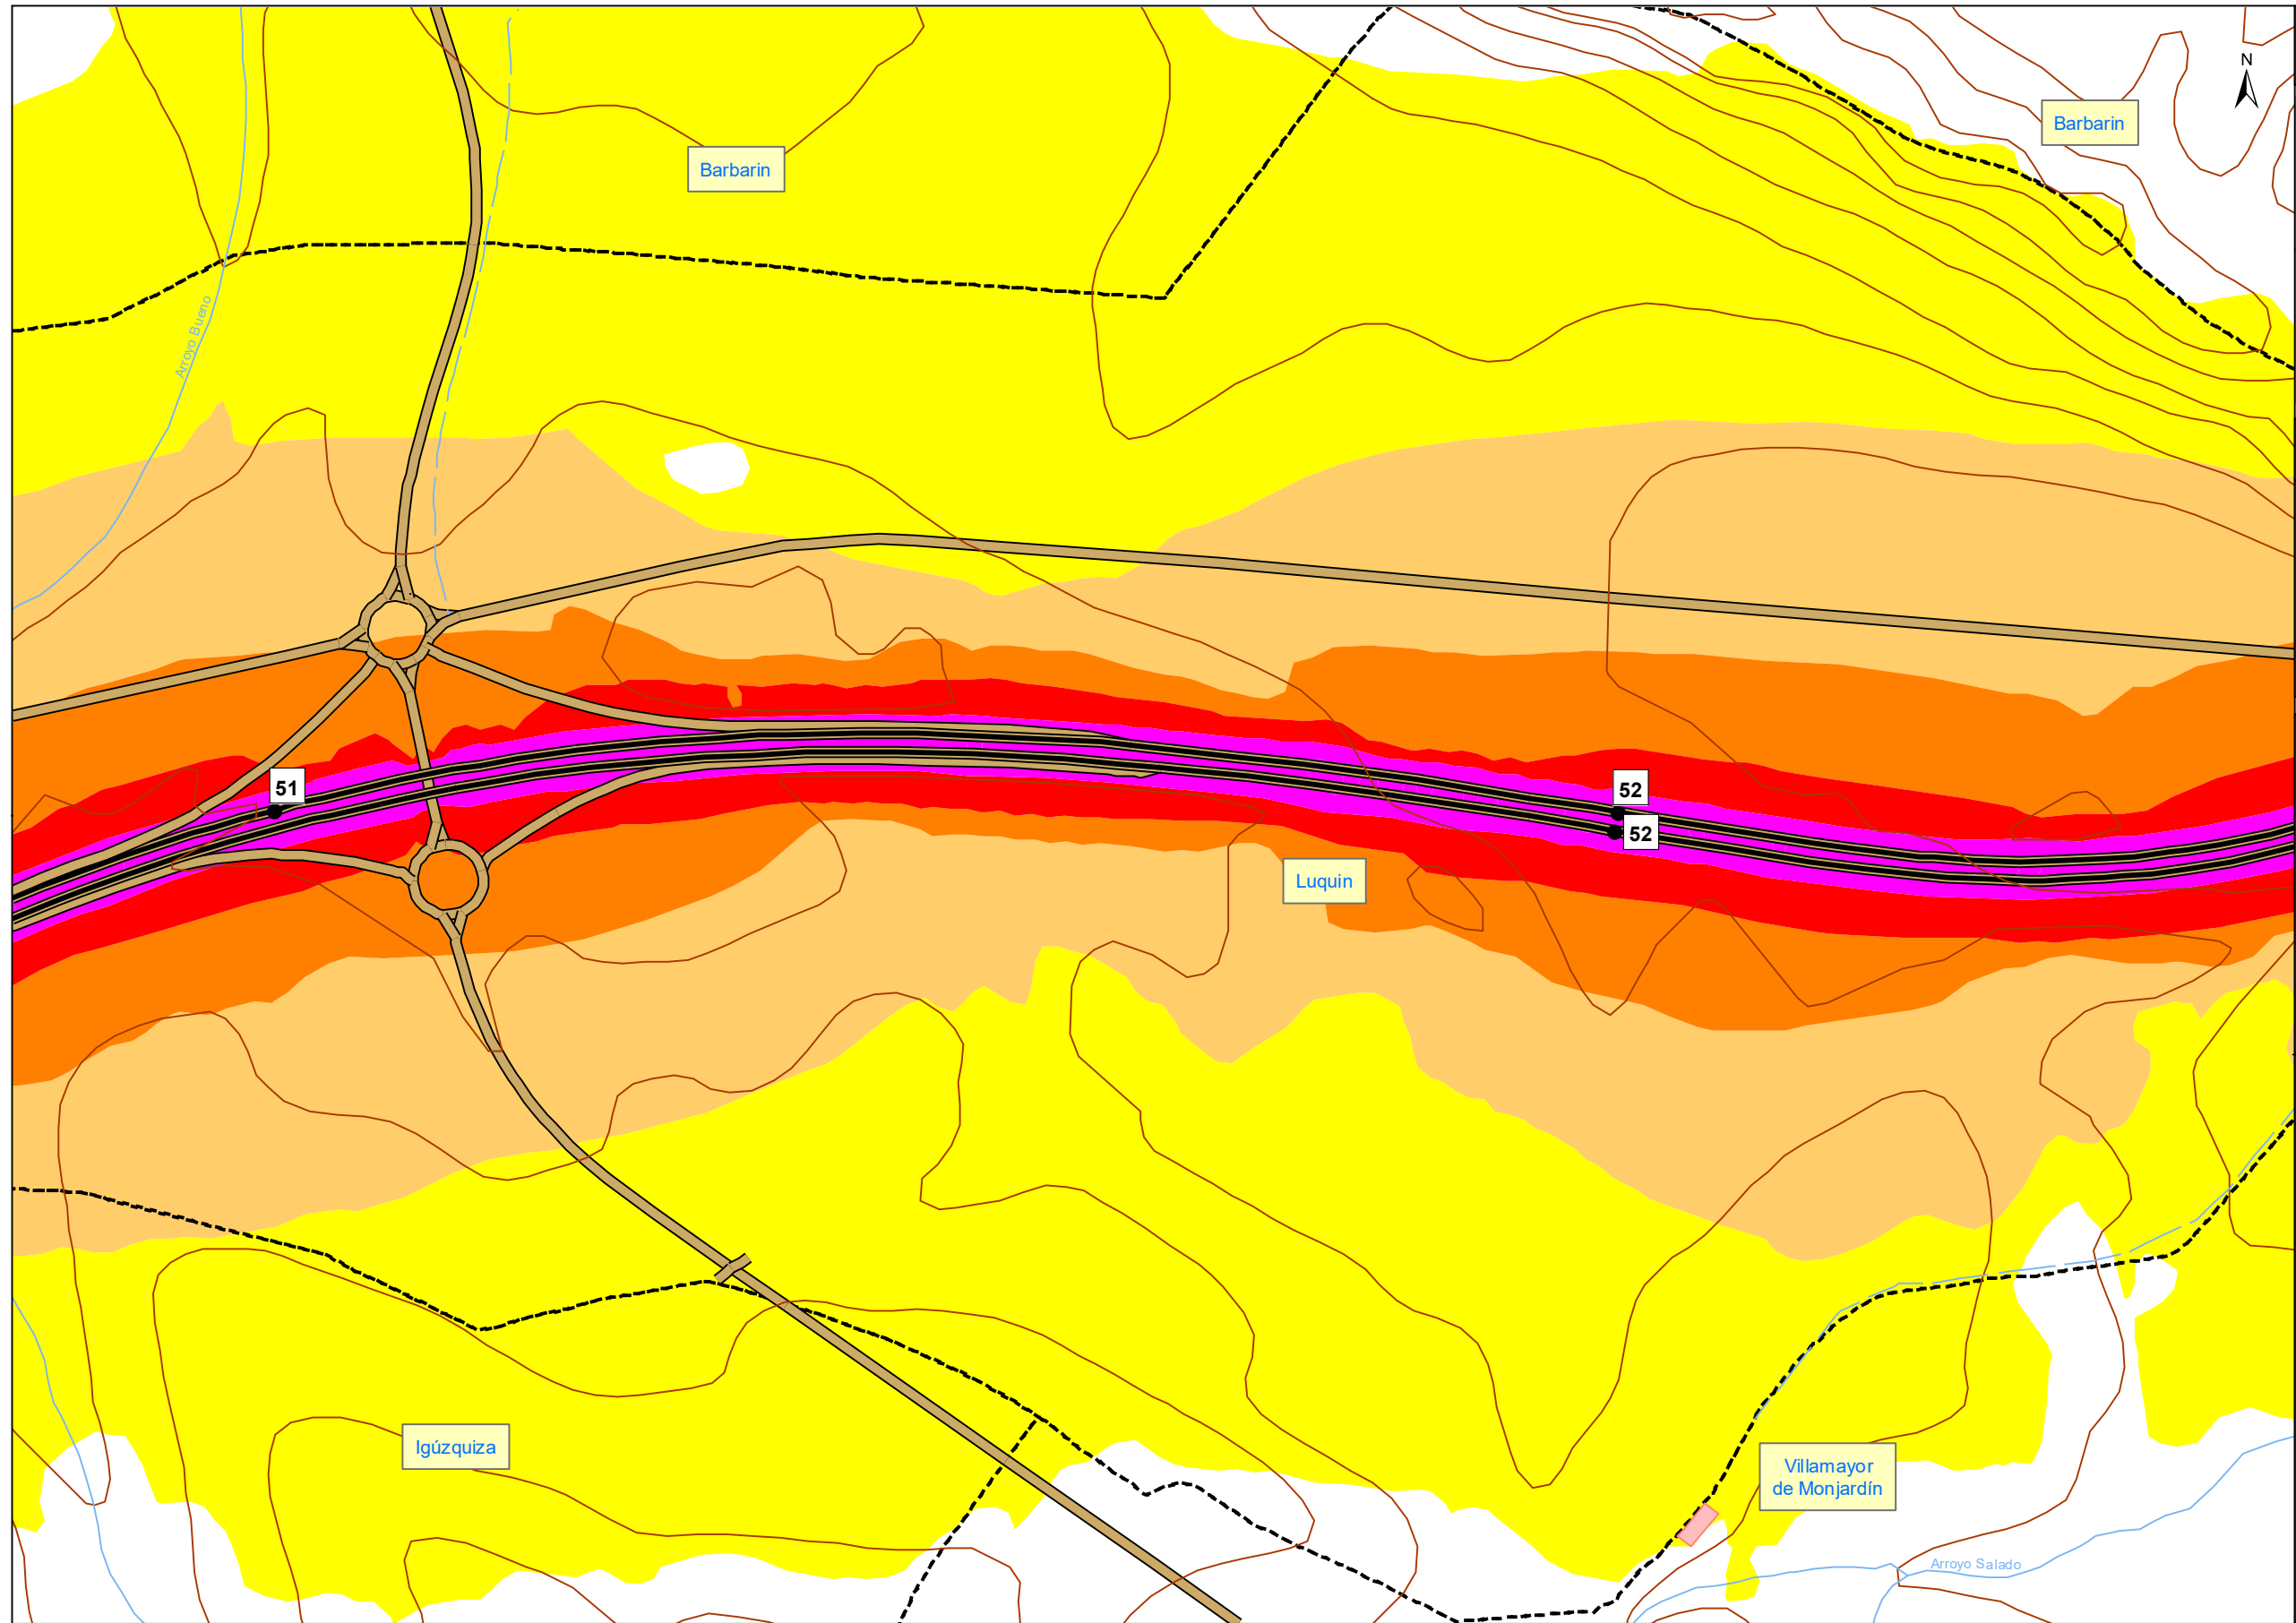 N
Barbarin
Barbarin
Arroyo Bueno
51
52
52
Luquin
Igúzquiza
Villamayor
de Monjardín
Arroyo Salado